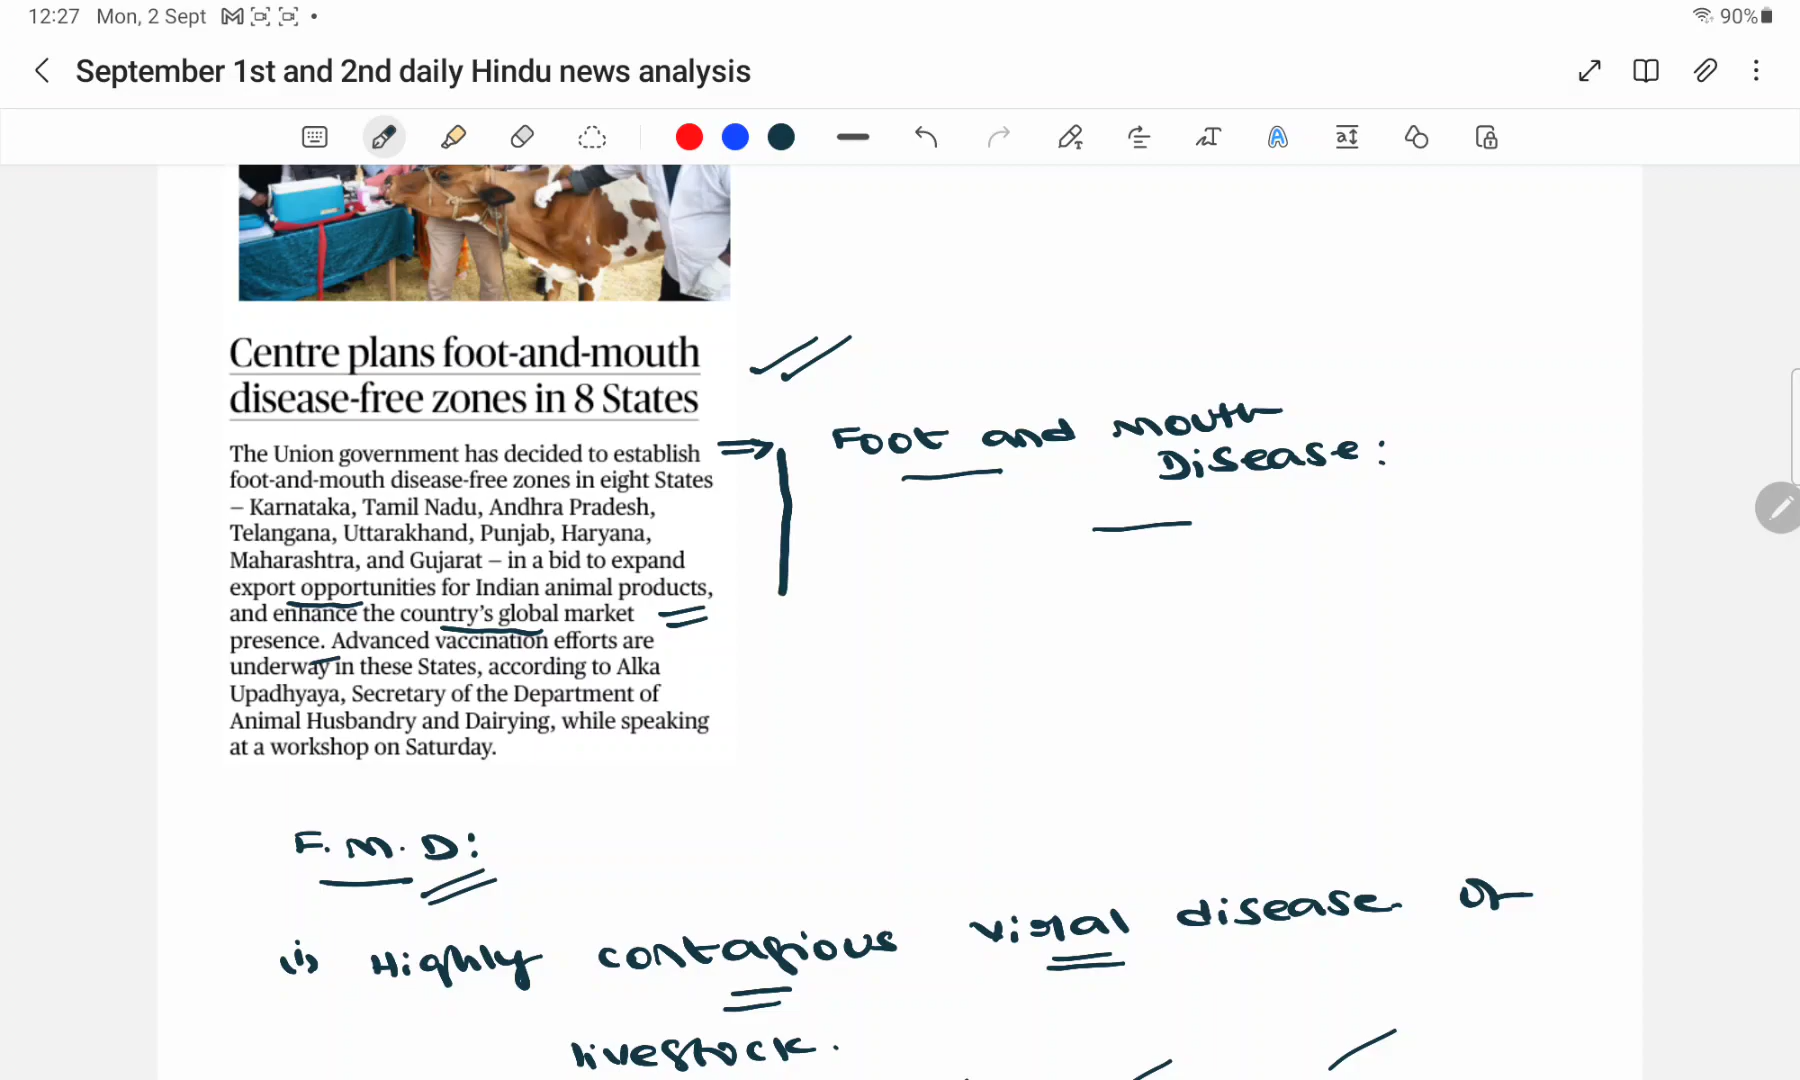 12:27 Mon, 2 Sept
90%
September 1st and 2nd daily Hindu news analysis
Centre plans foot-and-mouth
disease-free zones in 8 States
The Union government has decided to establish
foot-and-mouth disease-free zones in eight States
– Karnataka, Tamil Nadu, Andhra Pradesh,
Telangana, Uttarakhand, Punjab, Haryana,
Maharashtra, and Gujarat – in a bid to expand
export opportunities for Indian animal products,
and enhance the country's global market
presence. Advanced vaccination efforts are
underway in these States, according to Alka
Upadhyaya, Secretary of the Department of
Animal Husbandry and Dairying, while speaking
at a workshop on Saturday.
Foot and Mouth
Disease:
F.M.D:
(i) Highly contagious viral disease of
livestock.